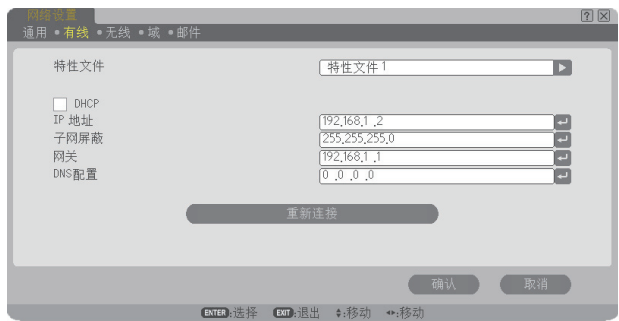 网络设置
通用 •有线 •无线 •域 •邮件
特性文件 特性文件1
DHCP
IP 地址 192.168.1 .2
子网屏蔽 255.255.255.0
网关 192.168.1 .1
DNS配置 0 .0 .0 .0
重新连接
确认 取消
ENTER:选择 EXIT:退出 :移动 :移动